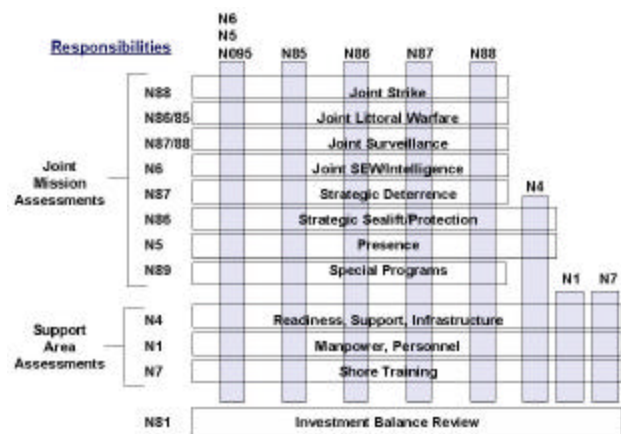 N6
N5
Responsibilities N095 N85 N86 N87 N88
N88 Joint Strike
N86/85 Joint Littoral Warfare
N87/88 Joint Surveillance
Joint
Mission
Assessments
N6 Joint SEW/Intelligence
N87 Strategic Deterrence
N4
N86 Strategic Sealift/Protection
N5 Presence
N89 Special Programs
N1 N7
Support
Area
Assessments
N4 Readiness, Support, Infrastructure
N1 Manpower, Personnel
N7 Shore Training
N81 Investment Balance Review